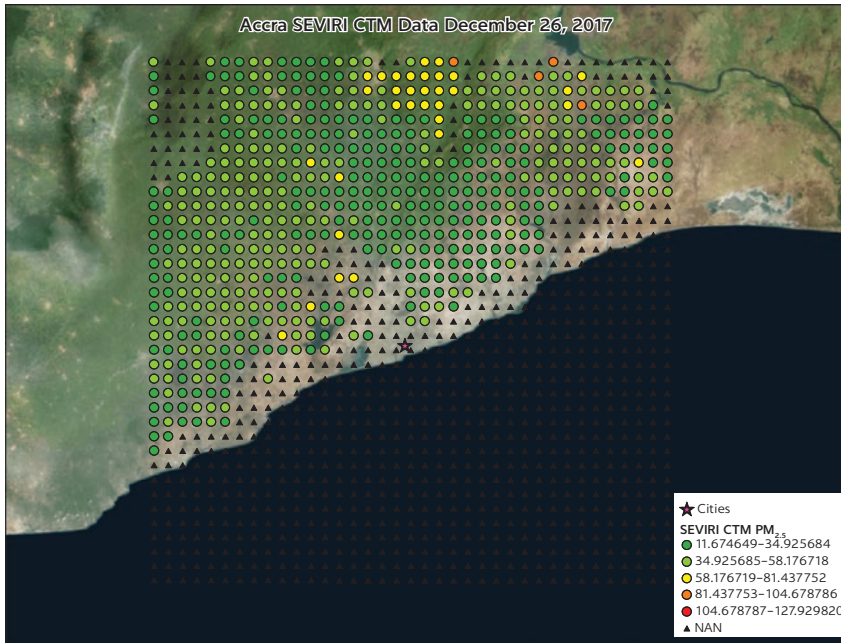 Accra SEVIRI CTM Data December 26, 2017
Cities
SEVIRI CTM PM2.5
11.674649–34.925684
34.925685–58.176718
58.176719–81.437752
81.437753–104.678786
104.678787–127.929820
NAN